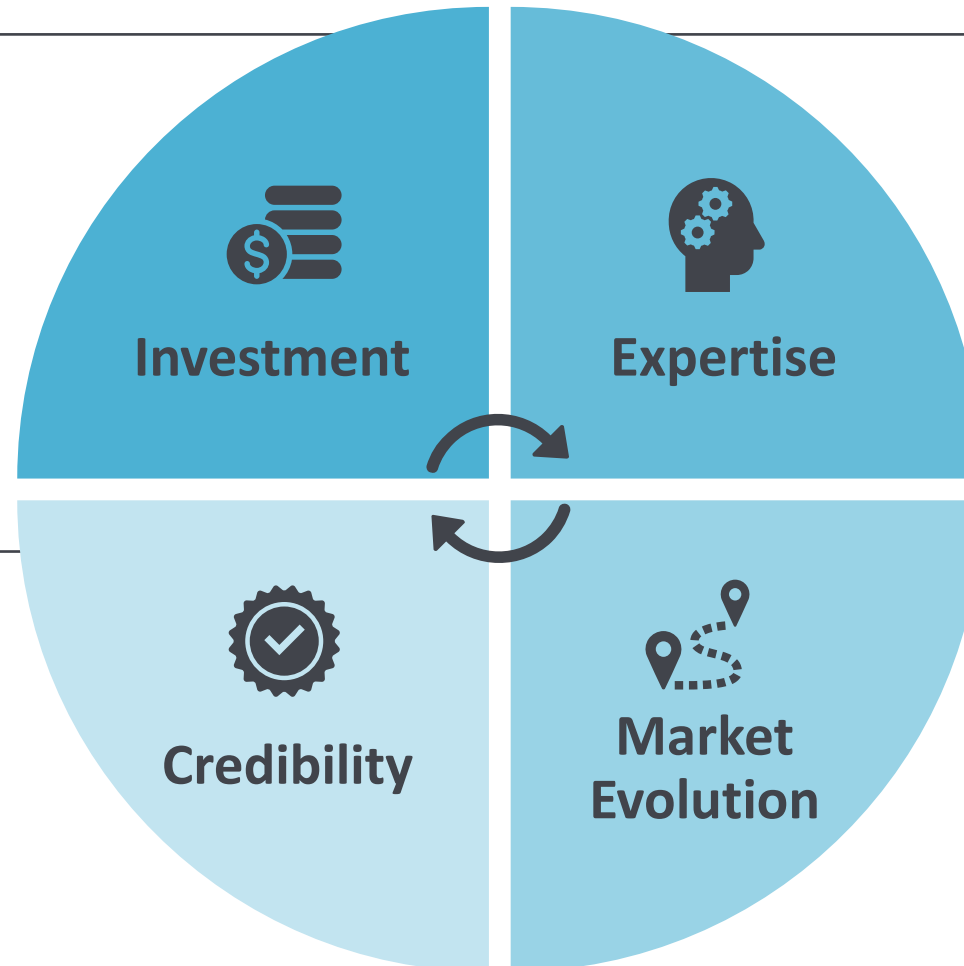 Investment
Expertise
Credibility
Market
Evolution
$